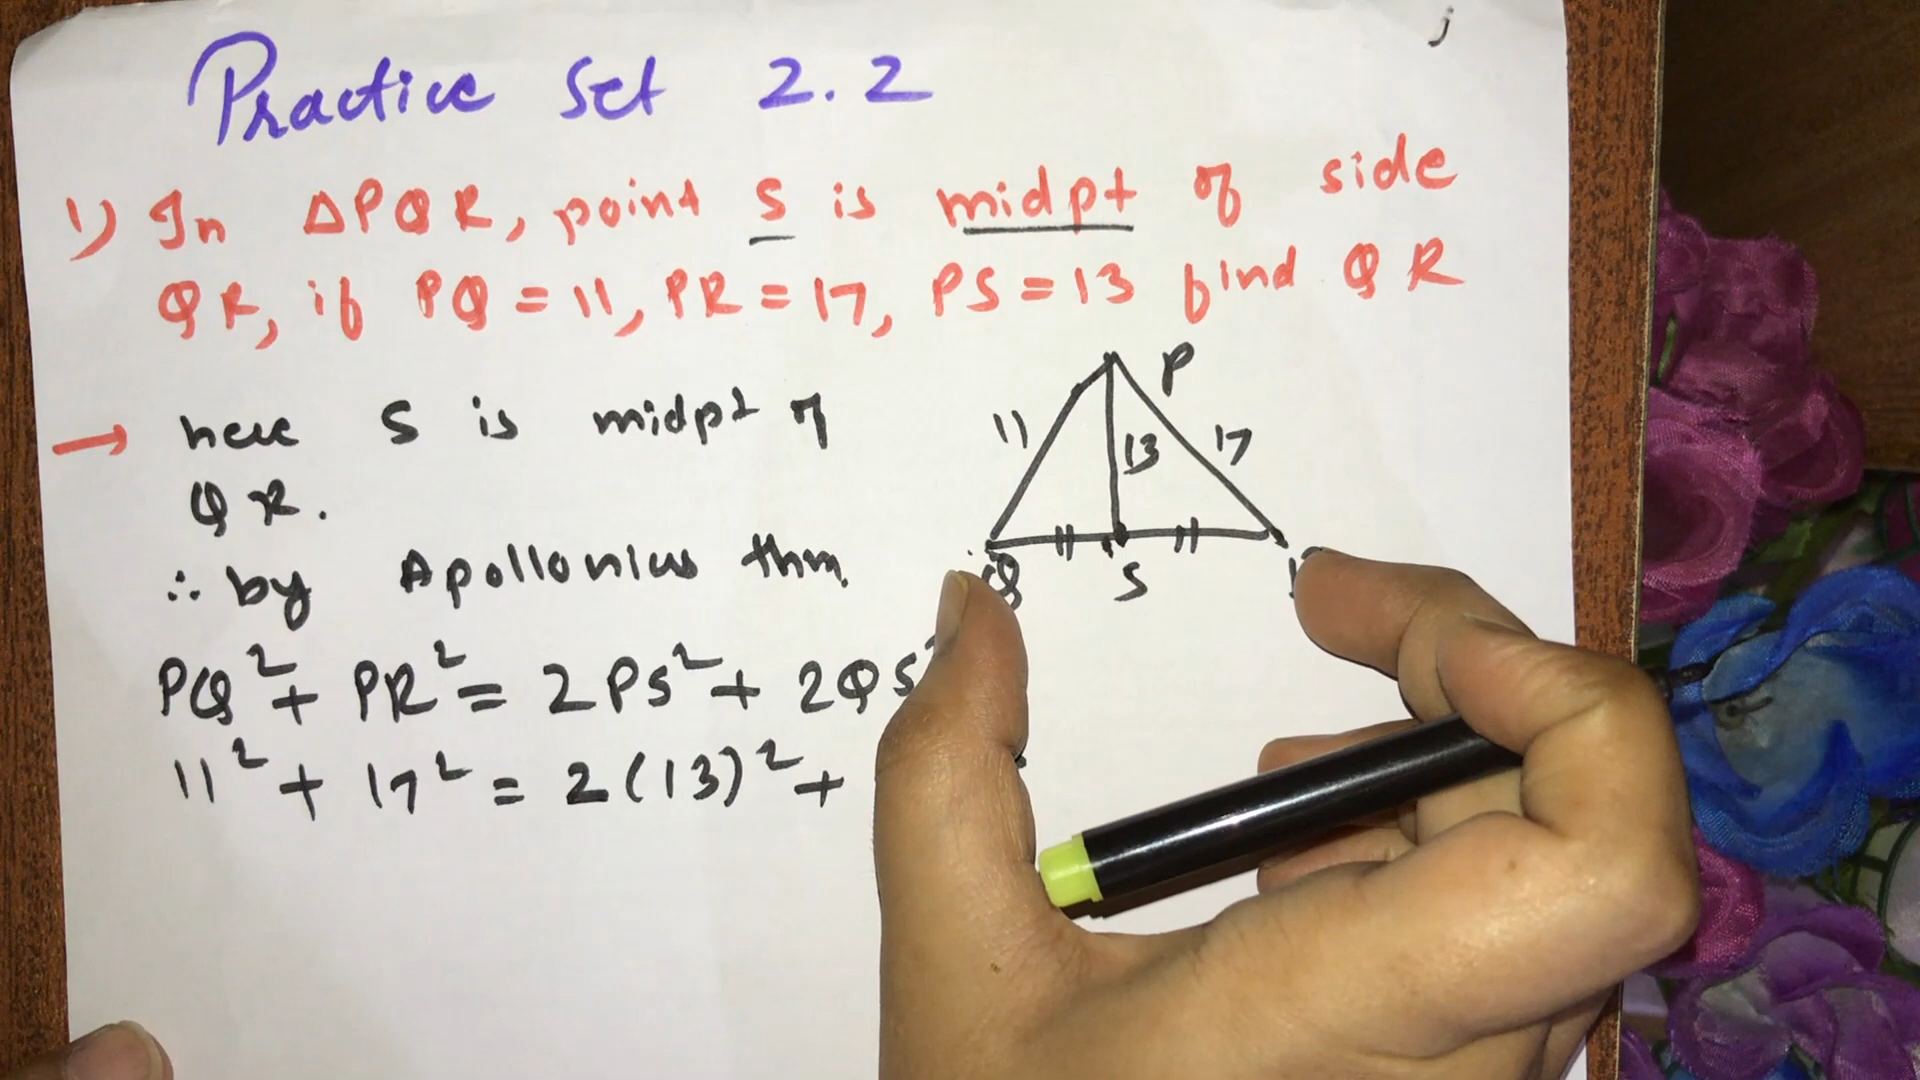 Practice Set 2.2
1) In ΔPQR, point S is midpt of side
QR, if PQ = 11, PR = 17, PS = 13 find QR
P
11
13
17
Q
S
→ here S is midpt of
QR.
∴ by Apollonius thm
PQ² + PR² = 2PS² + 2QS²
11² + 17² = 2(13)² +